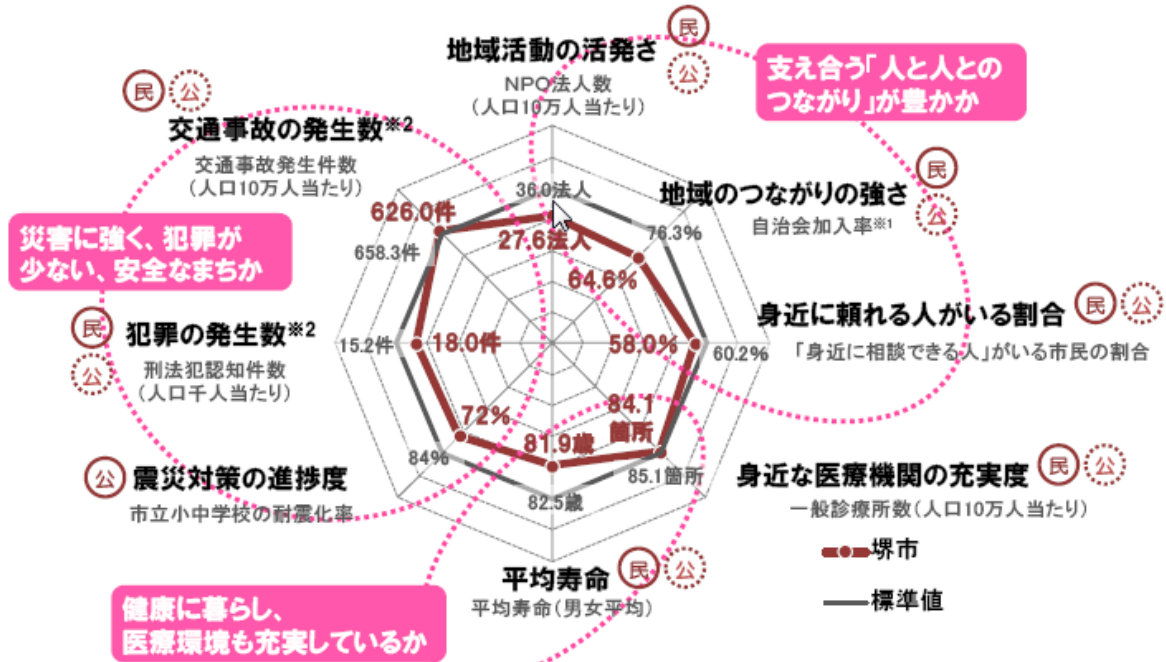 地域活動の活発さ
民
公
NPO法人数
(人口10万人当たり)
支え合う「人と人との
つながり」が豊かか
民 公
交通事故の発生数※2
交通事故発生件数
(人口10万人当たり)
36.0法人
27.6法人
地域のつながりの強さ
民
公
自治会加入率※1
76.3%
64.6%
626.0件
658.3件
災害に強く、犯罪が
少ない、安全なまちか
民
公
犯罪の発生数※2
刑法犯認知件数
(人口千人当たり)
15.2件
18.0件
58.0%
60.2%
身近に頼れる人がいる割合
民 公
「身近に相談できる人」がいる市民の割合
72%
84%
81.9歳
82.5歳
84.1
箇所
85.1箇所
公 震災対策の進捗度
市立小中学校の耐震化率
身近な医療機関の充実度
民 公
一般診療所数(人口10万人当たり)
平均寿命
民 公
平均寿命(男女平均)
堺市
標準値
健康に暮らし、
医療環境も充実しているか